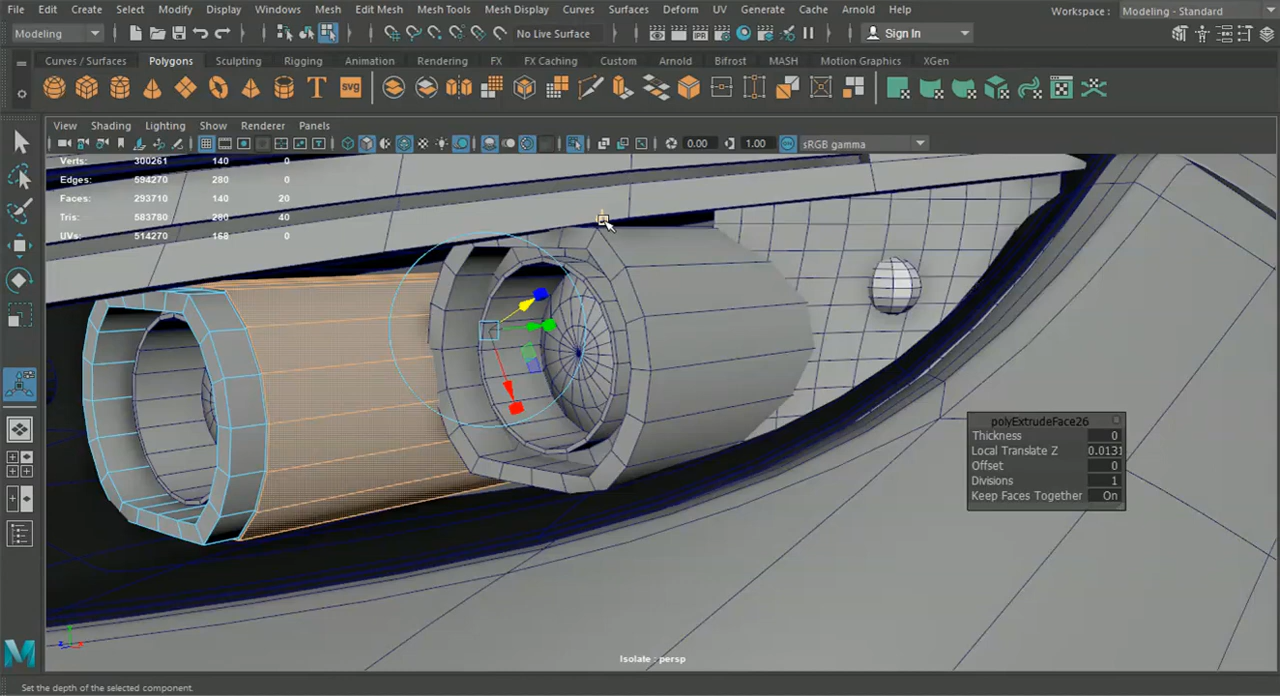 File Edit Create Select Modify Display Windows Mesh Edit Mesh Mesh Tools Mesh Display Curves Surfaces Deform UV Generate Cache Arnold Help Workspace : Modeling - Standard
Modeling No Live Surface Sign In
Curves / Surfaces Polygons Sculpting Rigging Animation Rendering FX FX Caching Custom Arnold Bifrost MASH Motion Graphics XGen
T svg
View Shading Lighting Show Renderer Panels
0.00 1.00 sRGB gamma
Verts: 300261 140 0
Edges: 594270 280 0
Faces: 293710 140 20
Tris: 583780 280 40
UVs: 514270 168 0
polyExtrudeFace26
Thickness 0
Local Translate Z 0.0131
Offset 0
Divisions 1
Keep Faces Together On
Isolate : persp
Set the depth of the selected component.